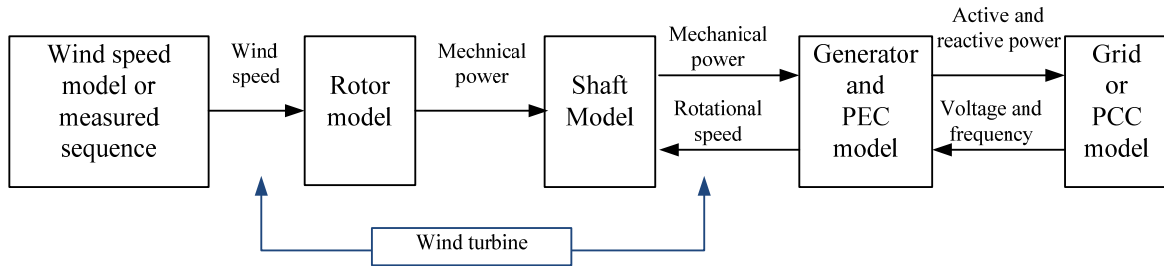 Wind speed
model or
measured
sequence
Wind
speed
Rotor
model
Mechnical
power
Shaft
Model
Mechanical
power
Rotational
speed
Generator
and
PEC
model
Active and
reactive power
Voltage and
frequency
Grid
or
PCC
model
Wind turbine